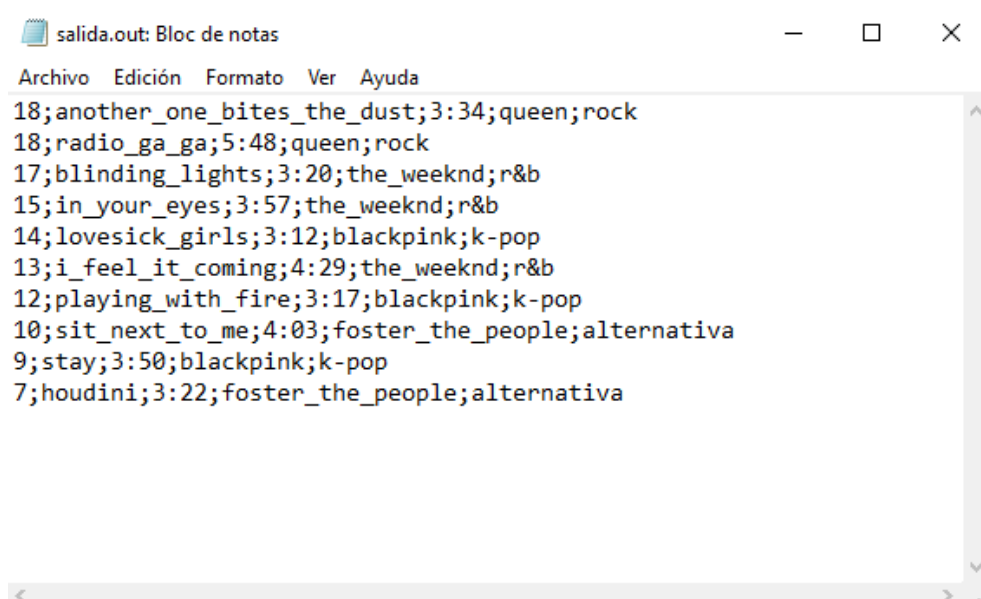 salida.out: Bloc de notas
Archivo Edición Formato Ver Ayuda
18;another_one_bites_the_dust;3:34;queen;rock
18;radio_ga_ga;5:48;queen;rock
17;blinding_lights;3:20;the_weeknd;r&b
15;in_your_eyes;3:57;the_weeknd;r&b
14;lovesick_girls;3:12;blackpink;k-pop
13;i_feel_it_coming;4:29;the_weeknd;r&b
12;playing_with_fire;3:17;blackpink;k-pop
10;sit_next_to_me;4:03;foster_the_people;alternativa
9;stay;3:50;blackpink;k-pop
7;houdini;3:22;foster_the_people;alternativa